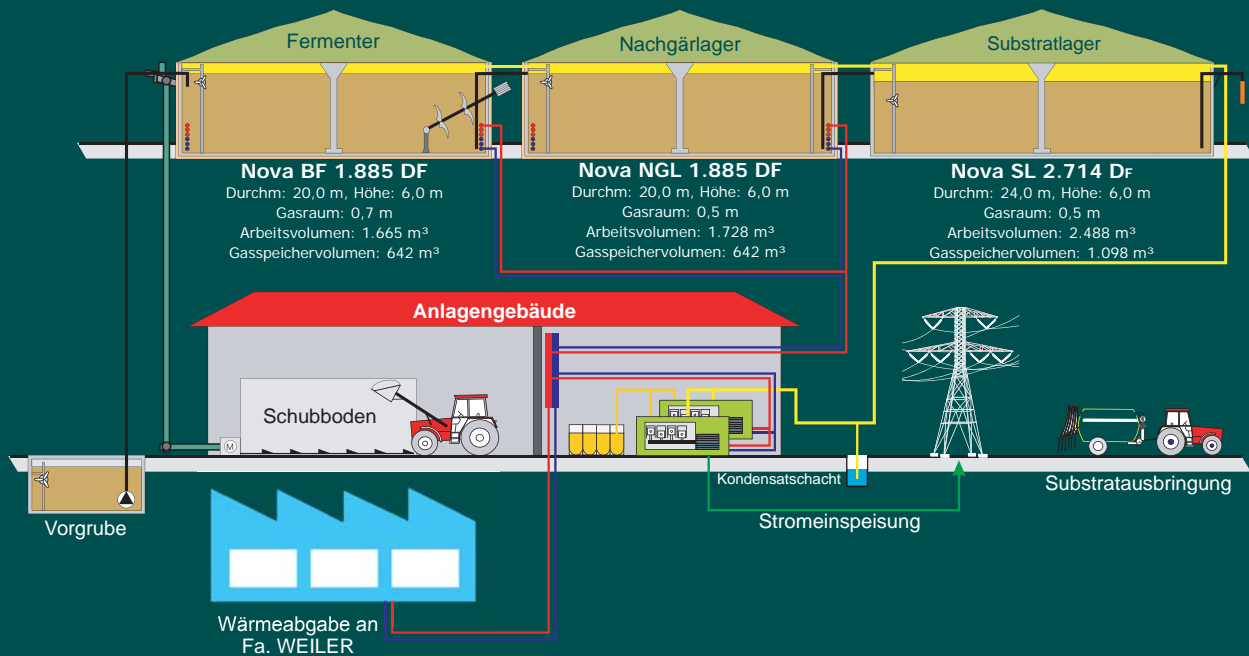 Fermenter
Nachgärlager
Substratlager
Nova BF 1.885 DF
Durchm: 20,0 m, Höhe: 6,0 m
Gasraum: 0,7 m
Arbeitsvolumen: 1.665 m³
Gasspeichervolumen: 642 m³
Nova NGL 1.885 DF
Durchm: 20,0 m, Höhe: 6,0 m
Gasraum: 0,5 m
Arbeitsvolumen: 1.728 m³
Gasspeichervolumen: 642 m³
Nova SL 2.714 DF
Durchm: 24,0 m, Höhe: 6,0 m
Gasraum: 0,5 m
Arbeitsvolumen: 2.488 m³
Gasspeichervolumen: 1.098 m³
Anlagengebäude
Schubboden
M
Kondensatschacht
Vorgrube
Stromeinspeisung
Substratausbringung
Wärmeabgabe an
Fa. WEILER